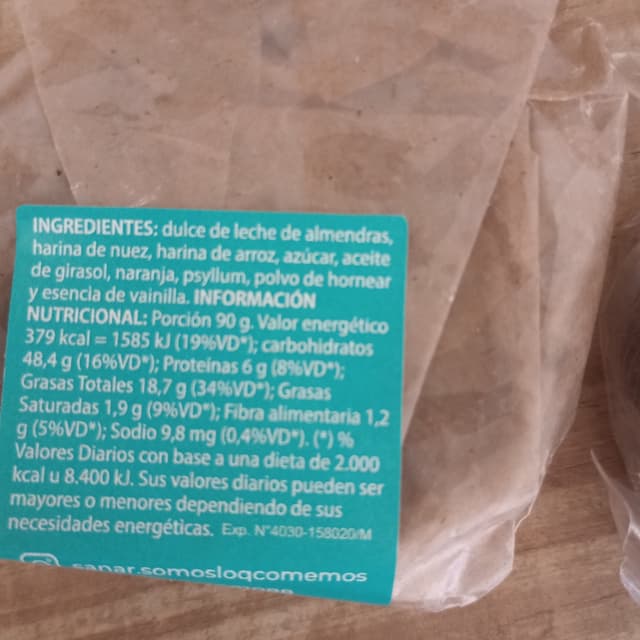 INGREDIENTES: dulce de leche de almendras,
harina de nuez, harina de arroz, azúcar, aceite
de girasol, naranja, psyllum, polvo de hornear
y esencia de vainilla. INFORMACIÓN
NUTRICIONAL: Porción 90 g. Valor energético
379 kcal = 1585 kJ (19%VD*); carbohidratos
48,4 g (16%VD*); Proteínas 6 g (8%VD*);
Grasas Totales 18,7 g (34%VD*); Grasas
Saturadas 1,9 g (9%VD*); Fibra alimentaria 1,2
g (5%VD*); Sodio 9,8 mg (0,4%VD*). (*) %
Valores Diarios con base a una dieta de 2.000
kcal u 8.400 kJ. Sus valores diarios pueden ser
mayores o menores dependiendo de sus
necesidades energéticas. Exp. N°4030-158020/M
sanar.somosloqcomemos